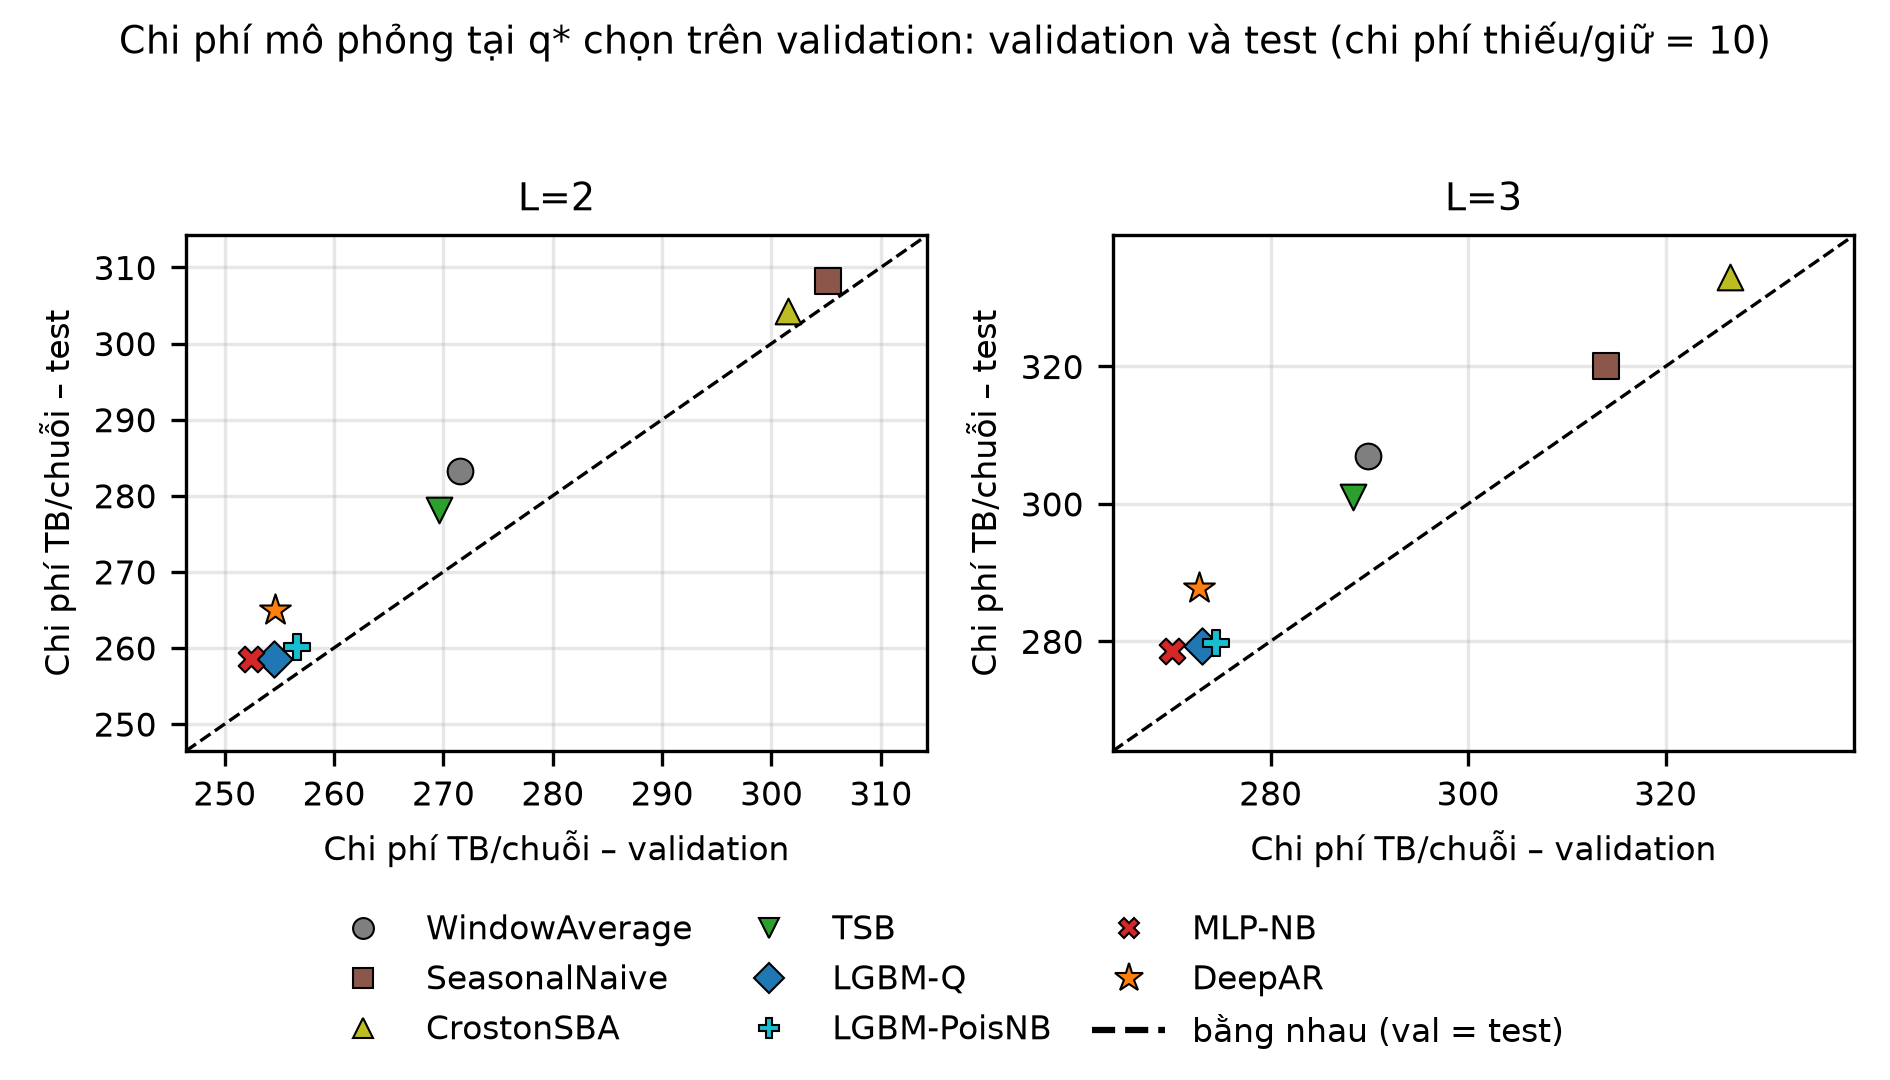 Chi phí mô phỏng tại q* chọn trên validation: validation và test (chi phí thiếu/giữ = 10)
L=2
Chi phí TB/chuỗi – test
310
300
290
280
270
260
250
250 260 270 280 290 300 310
Chi phí TB/chuỗi – validation
L=3
Chi phí TB/chuỗi – test
320
300
280
280 300 320
Chi phí TB/chuỗi – validation
WindowAverage
SeasonalNaive
CrostonSBA
TSB
LGBM-Q
LGBM-PoisNB
MLP-NB
DeepAR
bằng nhau (val = test)